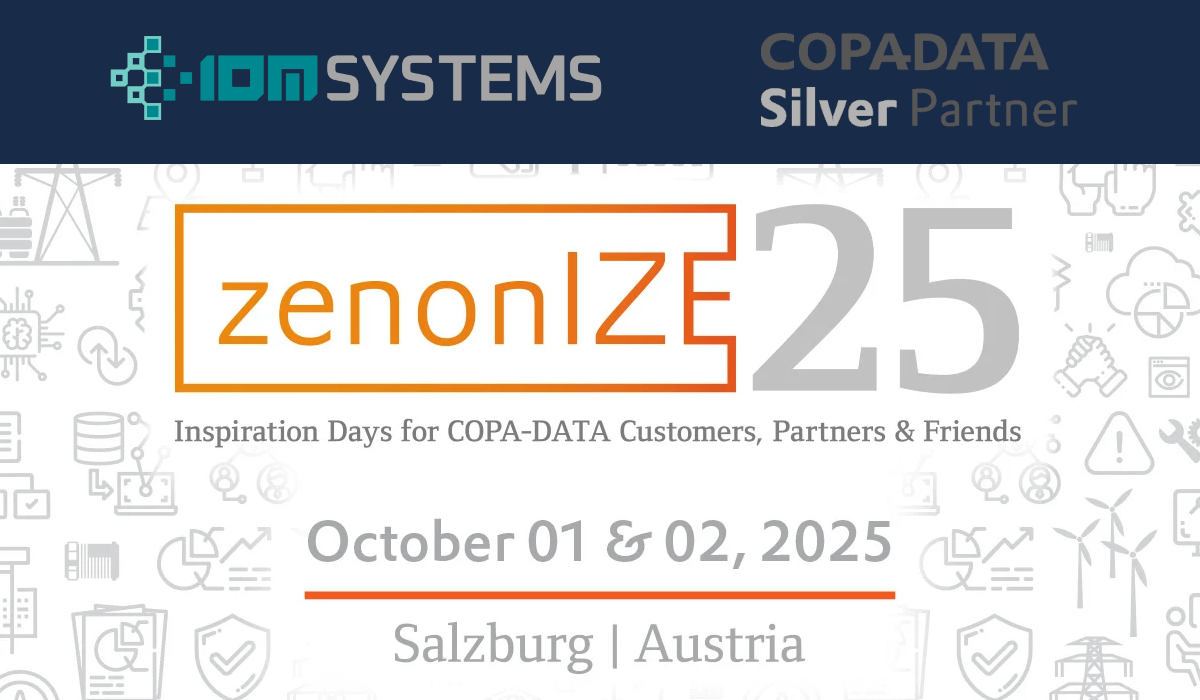 IDM SYSTEMS
COPADATA
Silver Partner
zenonIZE 25
Inspiration Days for COPA-DATA Customers, Partners & Friends
October 01 & 02, 2025
Salzburg | Austria